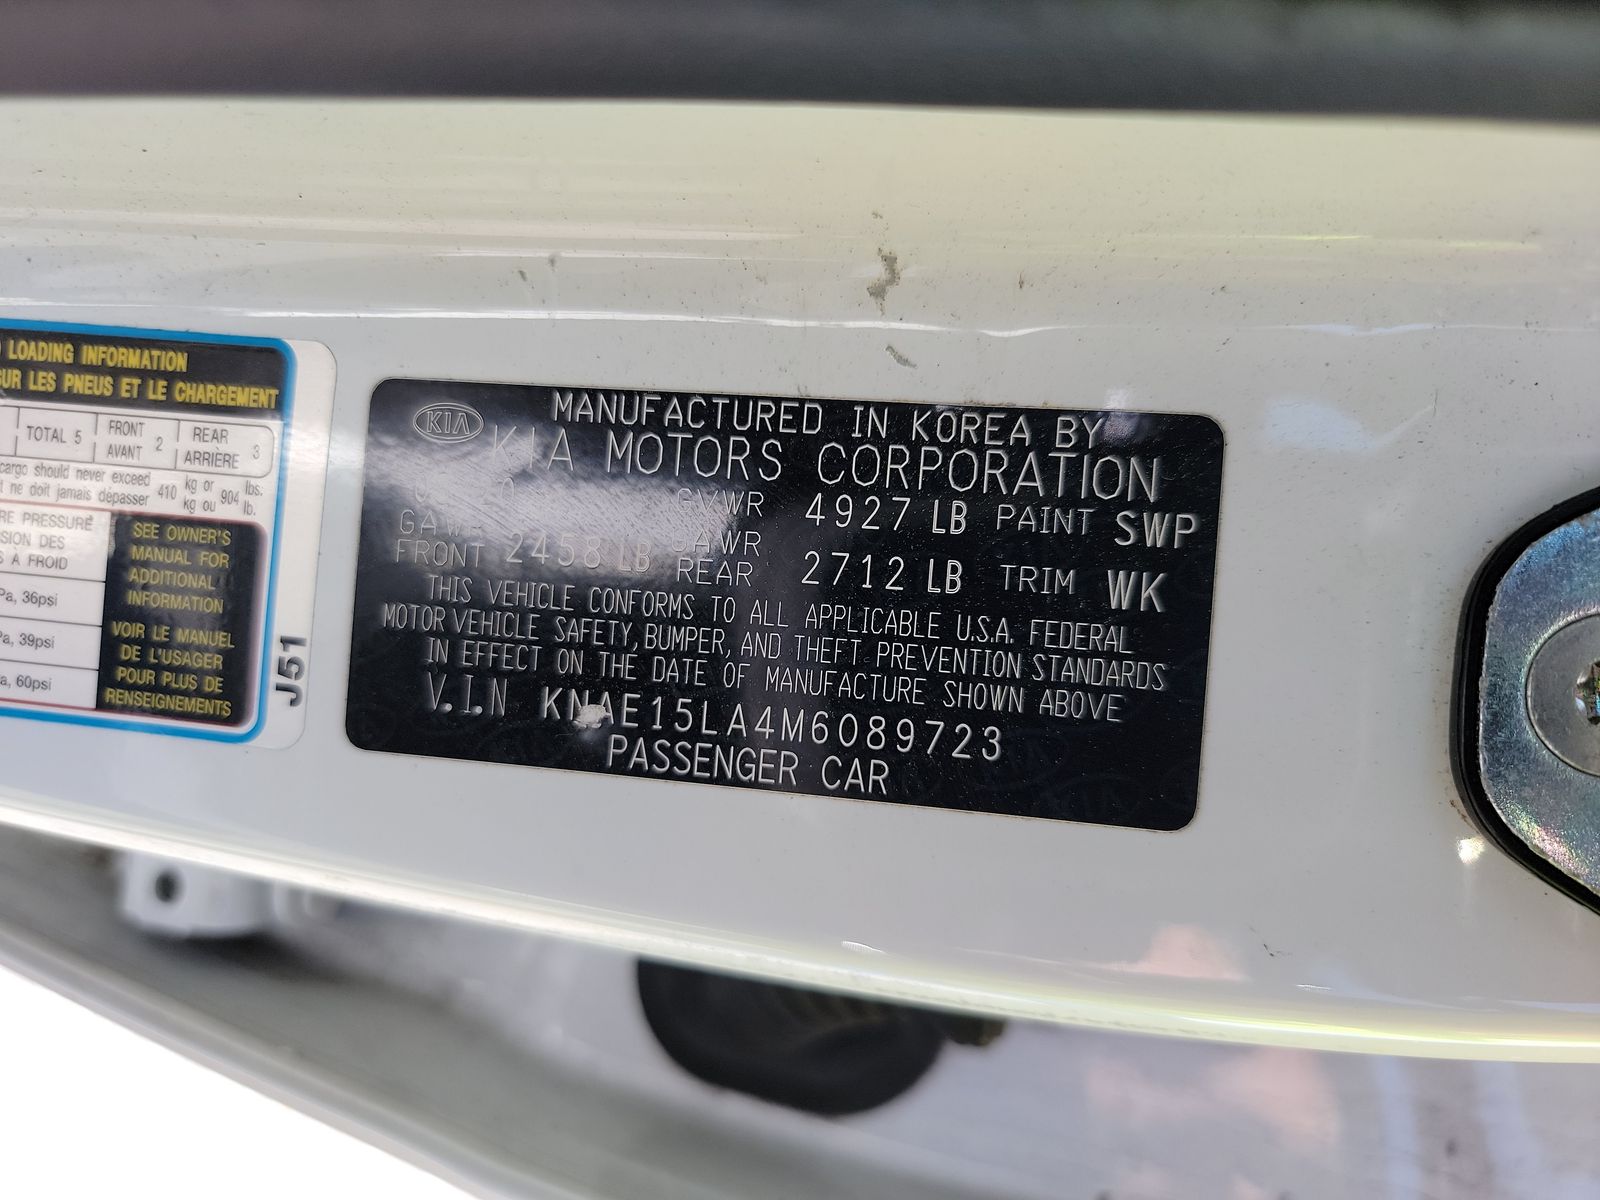 LOADING INFORMATION
SUR LES PNEUS ET LE CHARGEMENT
TOTAL 5
FRONT
AVANT 2
REAR
ARRIÈRE 3
cargo should never exceed
ne doit jamais dépasser
410 kg or 904 lbs.
kg ou lb.
PRESSURE
DES
A FROID
36psi
39psi
60psi
SEE OWNER'S
MANUAL FOR
ADDITIONAL
INFORMATION
VOIR LE MANUEL
DE L'USAGER
POUR PLUS DE
RENSEIGNEMENTS
J51
KIA
MANUFACTURED IN KOREA BY
KIA MOTORS CORPORATION
GVWR 4927 LB PAINT SWP
FRONT 2458 LB GAWR
REAR 2712 LB TRIM WK
THIS VEHICLE CONFORMS TO ALL APPLICABLE U.S.A. FEDERAL
MOTOR VEHICLE SAFETY, BUMPER, AND THEFT PREVENTION STANDARDS
IN EFFECT ON THE DATE OF MANUFACTURE SHOWN ABOVE
V.I.N KNAE15LA4M6089723
PASSENGER CAR